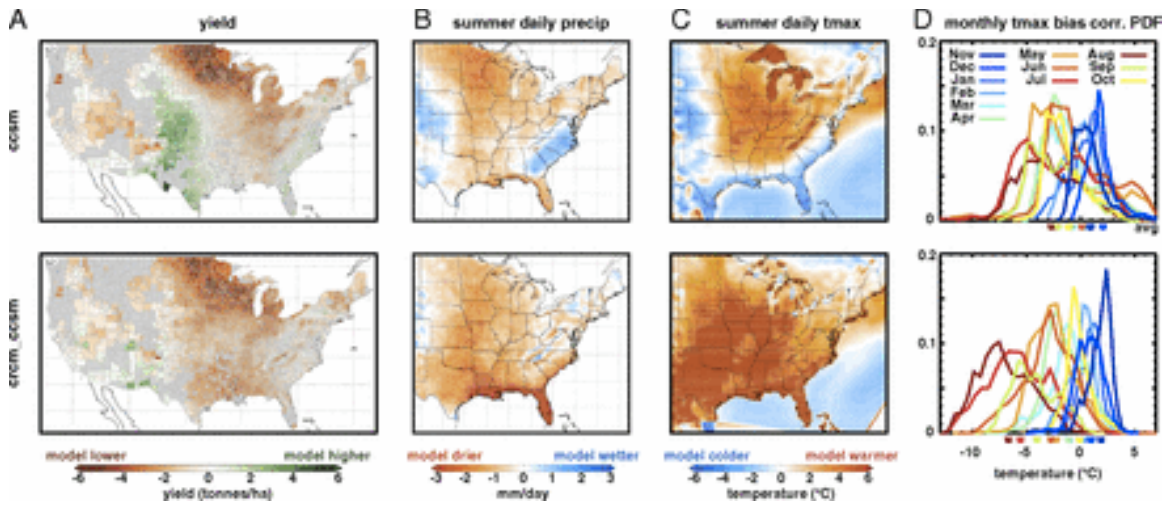 A yield B summer daily precip C summer daily tmax D monthly tmax bias corr. PDF
ccsm
0.2
0.1
0
Nov May Aug
Dec Jun Sep
Jan Jul Oct
Feb
Mar
Apr
avg
crcm_ccsm
0.2
0.1
0
model lower model higher
-6 -4 -2 0 2 4 6
yield (tonnes/ha)
model drier model wetter
-3 -2 -1 0 1 2 3
mm/day
model colder model warmer
-6 -4 -2 0 2 4 6
temperature (°C)
-10 -5 0 5
temperature (°C)